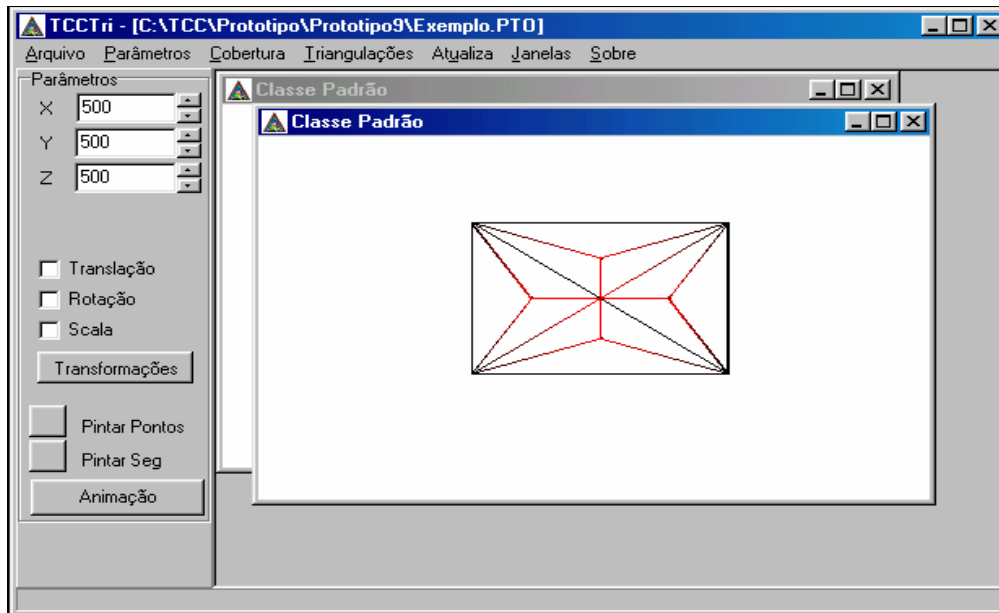 TCCTri - [C:\TCC\Prototipo\Prototipo9\Exemplo.PTO]
Arquivo Parâmetros Cobertura Triangulações Atualiza Janelas Sobre
Parâmetros
X 500
Y 500
Z 500
Translação
Rotação
Scala
Transformações
Pintar Pontos
Pintar Seg
Animação
Classe Padrão
Classe Padrão